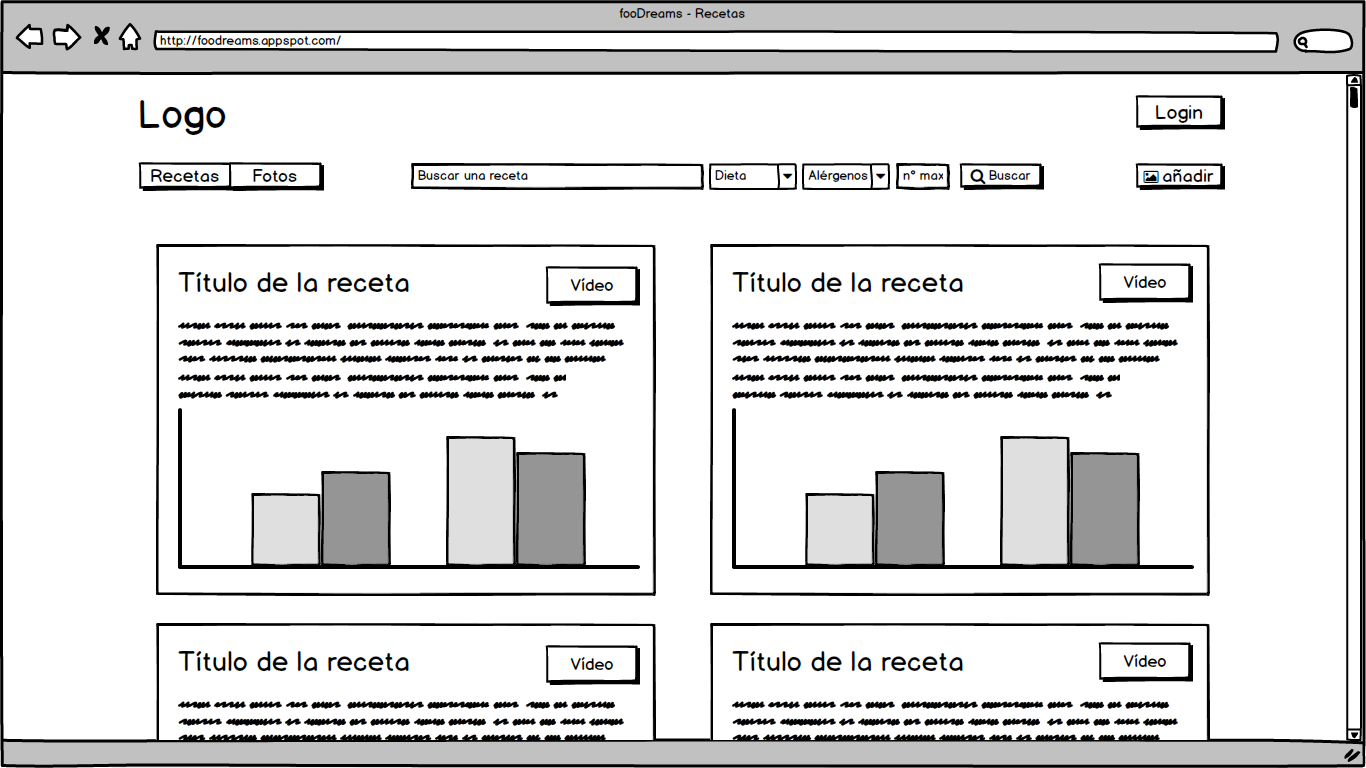 fooDreams - Recetas
http://foodreams.appspot.com/
Logo
Login
Recetas Fotos Buscar una receta Dieta Alérgenos nº max Buscar añadir
Título de la receta Vídeo
Título de la receta Vídeo
Título de la receta Vídeo
Título de la receta Vídeo